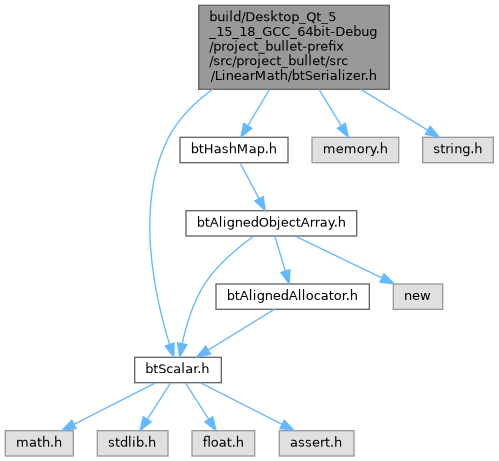 build/Desktop_Qt_5
_15_18_GCC_64bit-Debug
/project_bullet-prefix
/src/project_bullet/src
/LinearMath/btSerializer.h
btHashMap.h
memory.h
string.h
btAlignedObjectArray.h
btAlignedAllocator.h
new
btScalar.h
math.h
stdlib.h
float.h
assert.h